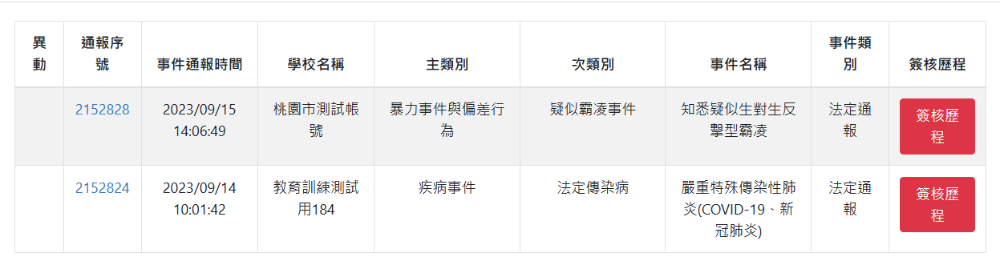 異動 通報序號 事件通報時間 學校名稱 主類別 次類別 事件名稱 事件類別 簽核歷程
2152828 2023/09/15 14:06:49 桃園市測試帳號 暴力事件與偏差行為 疑似霸凌事件 知悉疑似生對生反擊型霸凌 法定通報 簽核歷程
2152824 2023/09/14 10:01:42 教育訓練測試用184 疾病事件 法定傳染病 嚴重特殊傳染性肺炎(COVID-19、新冠肺炎) 法定通報 簽核歷程